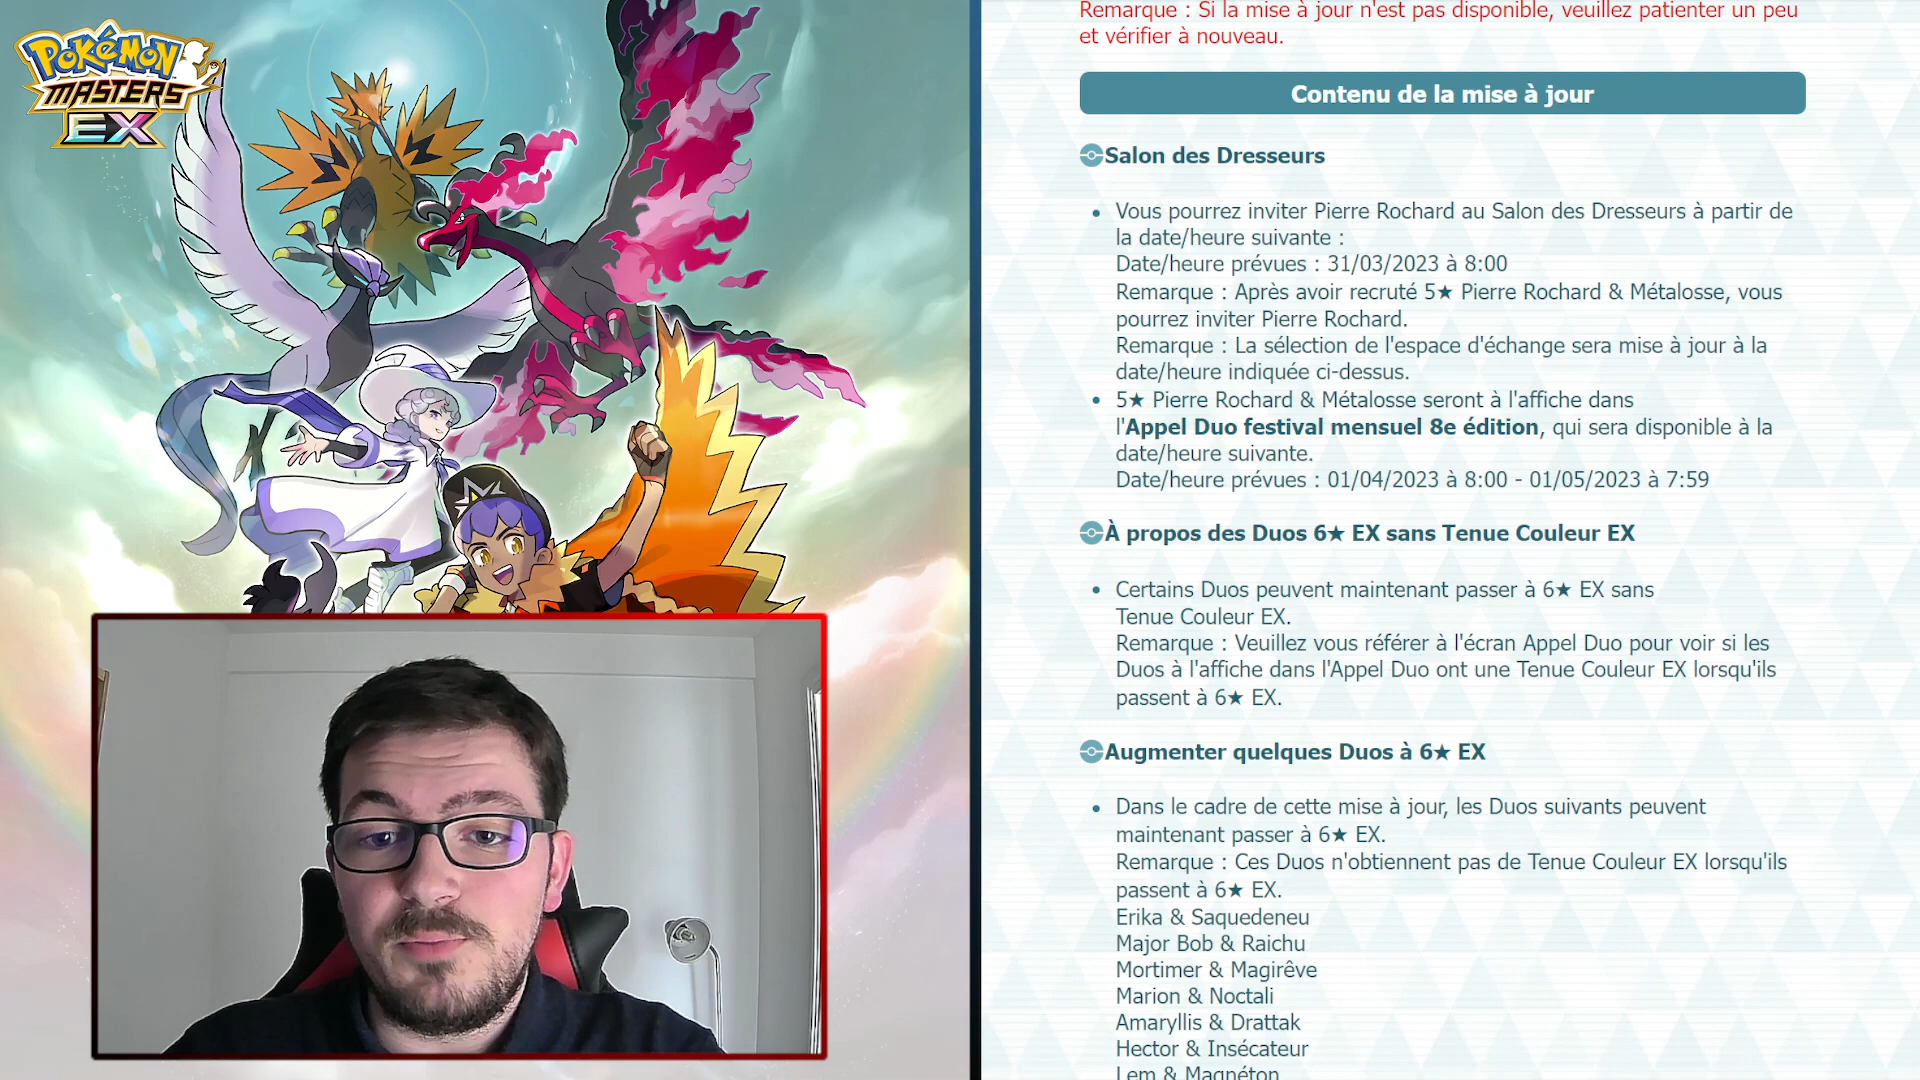 POKéMON
MASTERS
EX
Remarque : Si la mise à jour n'est pas disponible, veuillez patienter un peu
et vérifier à nouveau.
Contenu de la mise à jour
Salon des Dresseurs
• Vous pourrez inviter Pierre Rochard au Salon des Dresseurs à partir de
la date/heure suivante :
Date/heure prévues : 31/03/2023 à 8:00
Remarque : Après avoir recruté 5★ Pierre Rochard & Métalosse, vous
pourrez inviter Pierre Rochard.
Remarque : La sélection de l'espace d'échange sera mise à jour à la
date/heure indiquée ci-dessus.
• 5★ Pierre Rochard & Métalosse seront à l'affiche dans
l'Appel Duo festival mensuel 8e édition, qui sera disponible à la
date/heure suivante.
Date/heure prévues : 01/04/2023 à 8:00 - 01/05/2023 à 7:59
À propos des Duos 6★ EX sans Tenue Couleur EX
• Certains Duos peuvent maintenant passer à 6★ EX sans
Tenue Couleur EX.
Remarque : Veuillez vous référer à l'écran Appel Duo pour voir si les
Duos à l'affiche dans l'Appel Duo ont une Tenue Couleur EX lorsqu'ils
passent à 6★ EX.
Augmenter quelques Duos à 6★ EX
• Dans le cadre de cette mise à jour, les Duos suivants peuvent
maintenant passer à 6★ EX.
Remarque : Ces Duos n'obtiennent pas de Tenue Couleur EX lorsqu'ils
passent à 6★ EX.
Erika & Saquedeneu
Major Bob & Raichu
Mortimer & Magirêve
Marion & Noctali
Amaryllis & Drattak
Hector & Insécateur
Lem & Magnéton